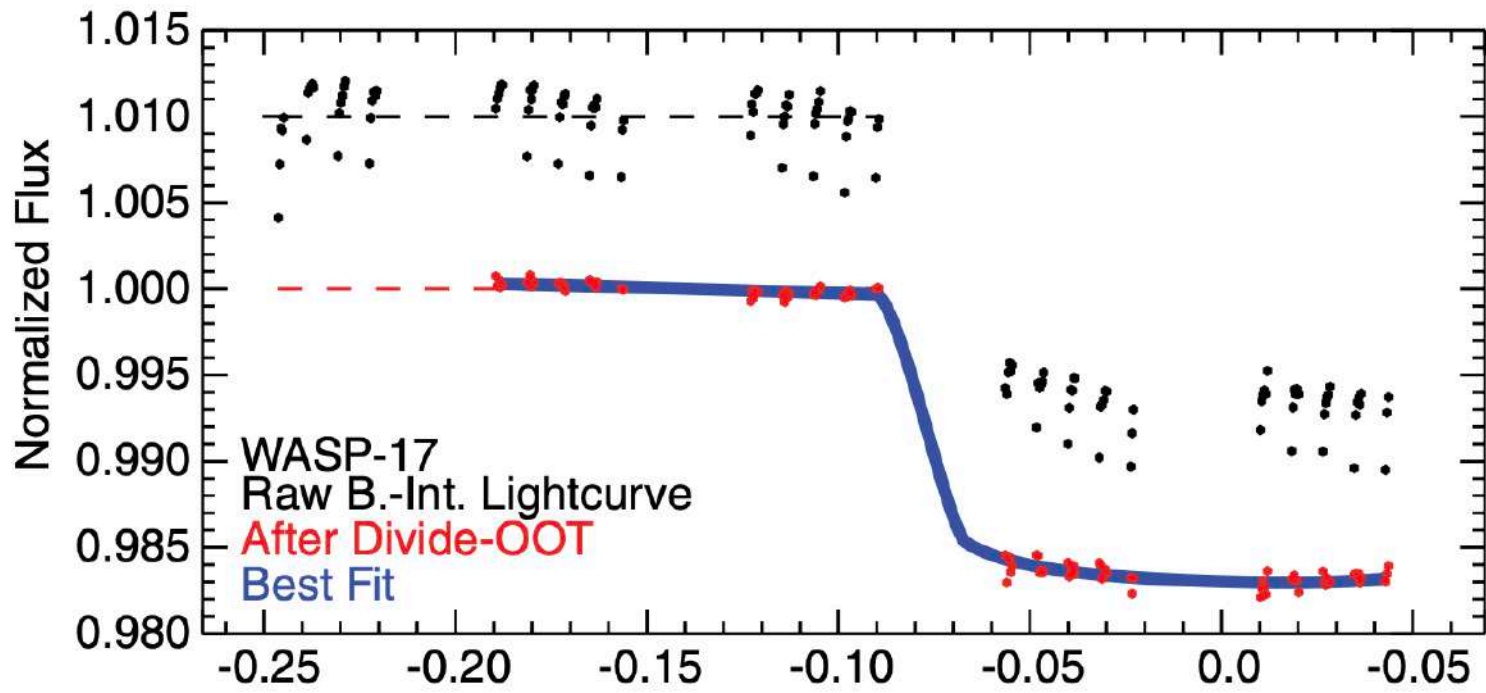 Normalized Flux
1.015
1.010
1.005
1.000
0.995
0.990
0.985
0.980
WASP-17
Raw B.-Int. Lightcurve
After Divide-OOT
Best Fit
-0.25 -0.20 -0.15 -0.10 -0.05 0.0 -0.05